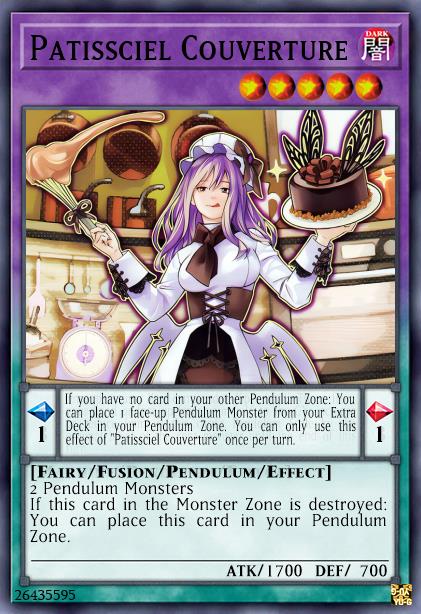 PATISSCIEL COUVERTURE
DARK
闇
If you have no card in your other Pendulum Zone: You
can place 1 face-up Pendulum Monster from your Extra
Deck in your Pendulum Zone. You can only use this
effect of "Patissciel Couverture" once per turn.
1
1
[FAIRY/FUSION/PENDULUM/EFFECT]
2 Pendulum Monsters
If this card in the Monster Zone is destroyed:
You can place this card in your Pendulum
Zone.
ATK/1700 DEF/ 700
26435595